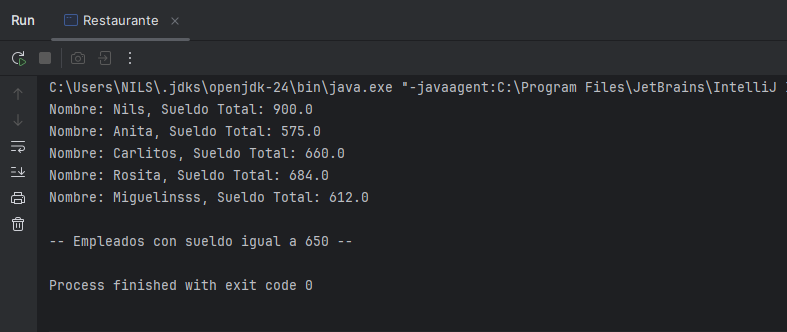 Run Restaurante
C:\Users\NILS\.jdks\openjdk-24\bin\java.exe "-javaagent:C:\Program Files\JetBrains\IntelliJ
Nombre: Nils, Sueldo Total: 900.0
Nombre: Anita, Sueldo Total: 575.0
Nombre: Carlitos, Sueldo Total: 660.0
Nombre: Rosita, Sueldo Total: 684.0
Nombre: Miguelinsss, Sueldo Total: 612.0
-- Empleados con sueldo igual a 650 --
Process finished with exit code 0